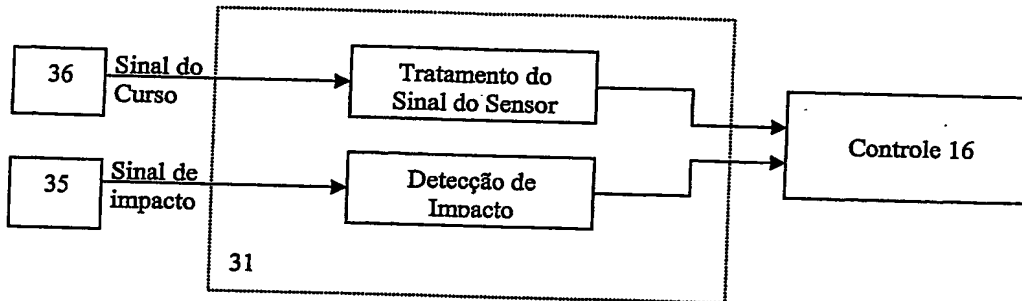 36
Sinal do
Curso
Tratamento do
Sinal do Sensor
Controle 16
35
Sinal de
impacto
Detecção de
Impacto
31